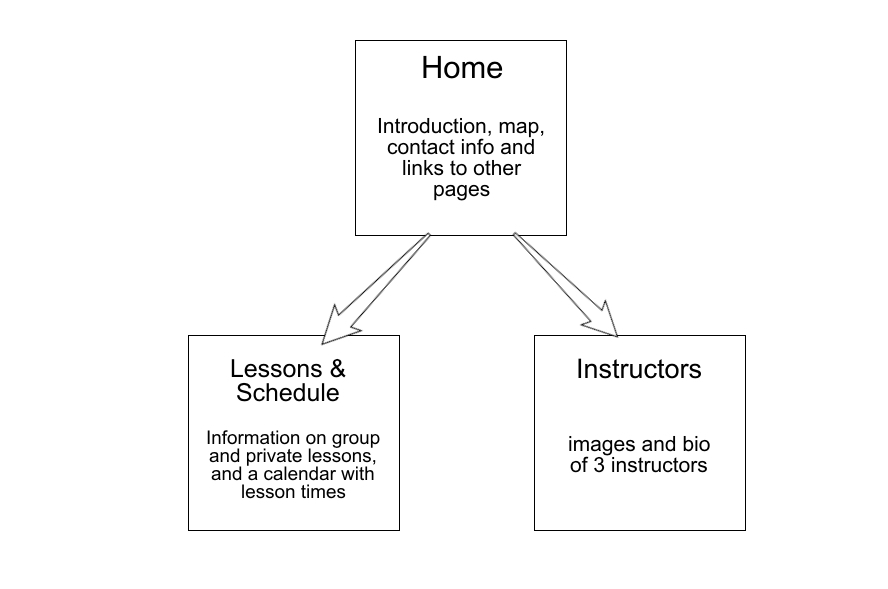 Home
Introduction, map,
contact info and
links to other
pages
Lessons &
Schedule
Information on group
and private lessons,
and a calendar with
lesson times
Instructors
images and bio
of 3 instructors